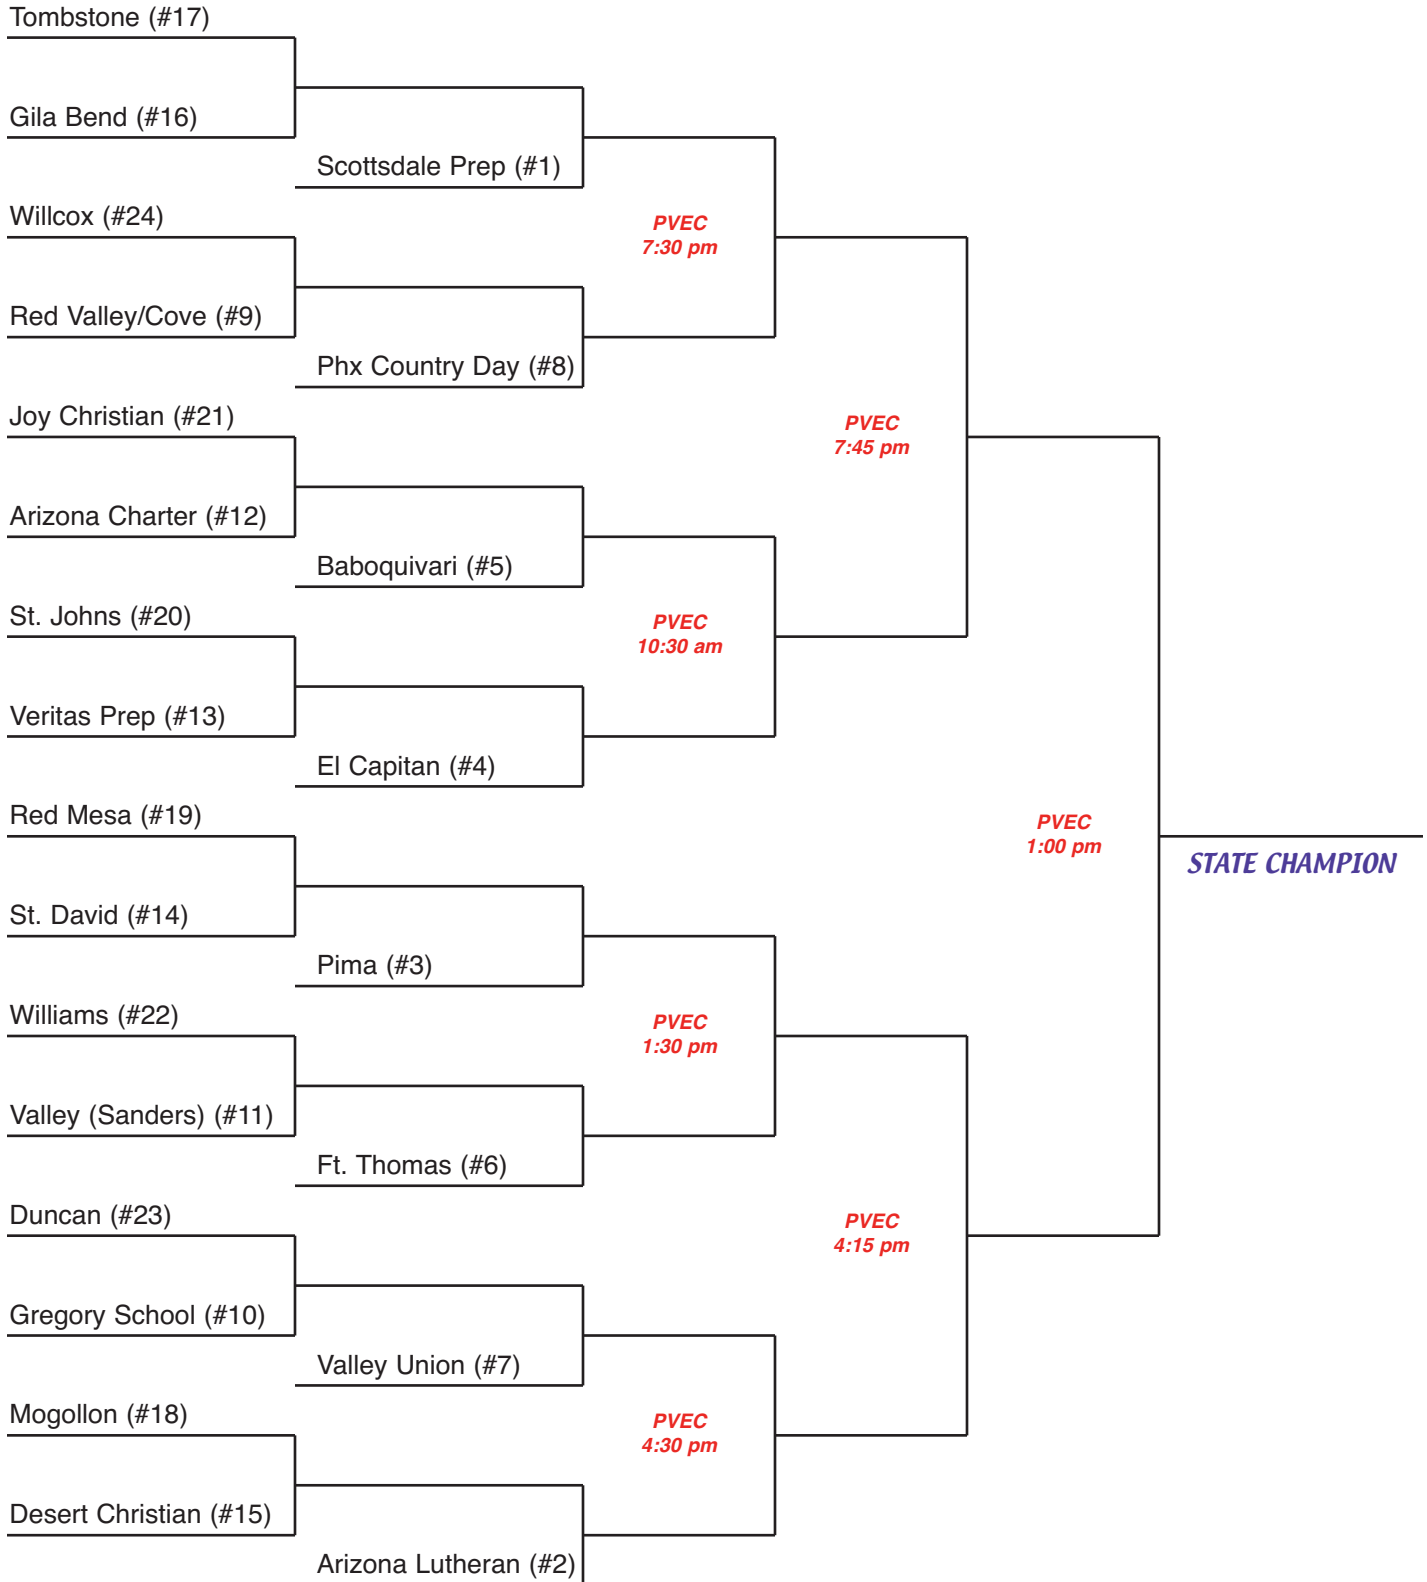 Tombstone (#17)
Gila Bend (#16)
Scottsdale Prep (#1)
Willcox (#24)
PVEC
7:30 pm
Red Valley/Cove (#9)
Phx Country Day (#8)
Joy Christian (#21)
PVEC
7:45 pm
Arizona Charter (#12)
Baboquivari (#5)
St. Johns (#20)
PVEC
10:30 am
Veritas Prep (#13)
El Capitan (#4)
Red Mesa (#19)
PVEC
1:00 pm
STATE CHAMPION
St. David (#14)
Pima (#3)
Williams (#22)
PVEC
1:30 pm
Valley (Sanders) (#11)
Ft. Thomas (#6)
Duncan (#23)
PVEC
4:15 pm
Gregory School (#10)
Valley Union (#7)
Mogollon (#18)
PVEC
4:30 pm
Desert Christian (#15)
Arizona Lutheran (#2)